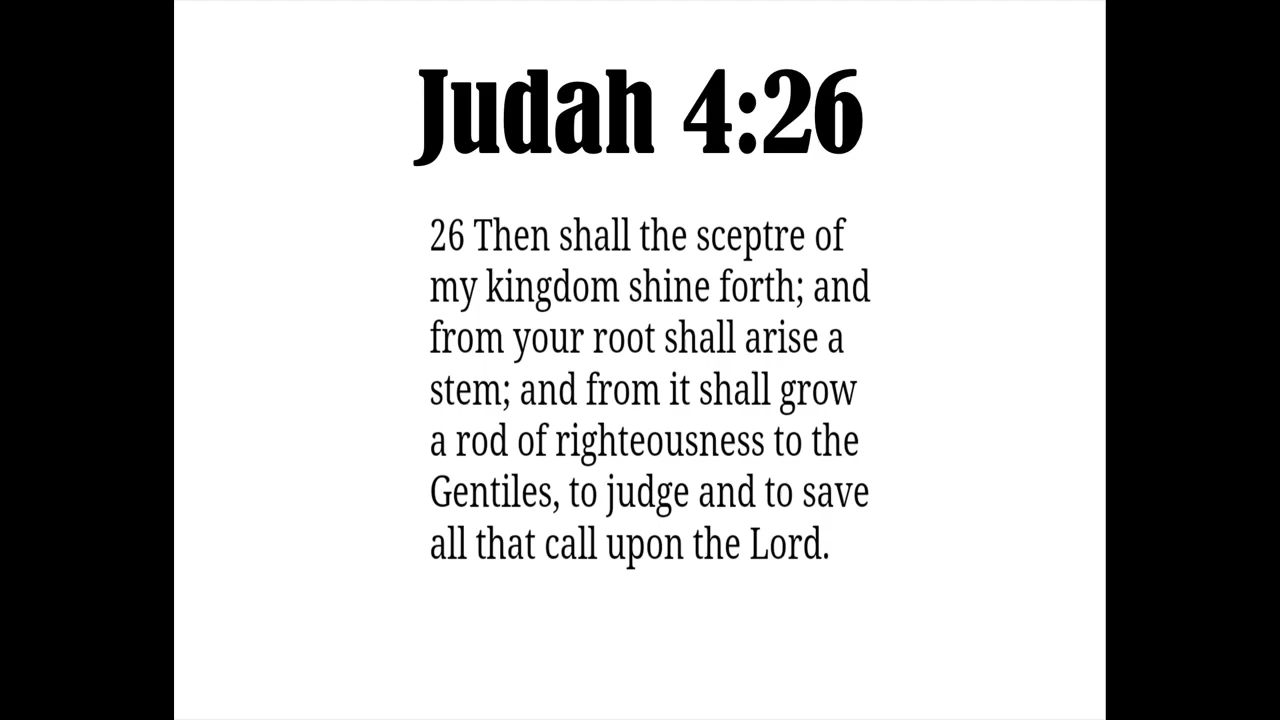 Judah 4:26
26 Then shall the sceptre of
my kingdom shine forth; and
from your root shall arise a
stem; and from it shall grow
a rod of righteousness to the
Gentiles, to judge and to save
all that call upon the Lord.